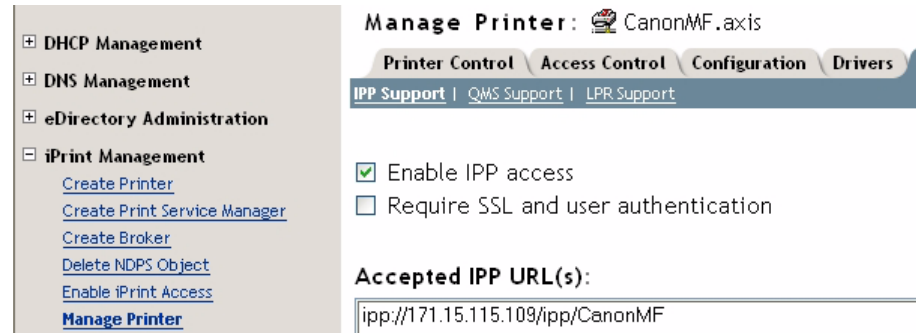 DHCP Management
DNS Management
eDirectory Administration
iPrint Management
Create Printer
Create Print Service Manager
Create Broker
Delete NDPS Object
Enable iPrint Access
Manage Printer
Manage Printer: CanonMF.axis
Printer Control Access Control Configuration Drivers
IPP Support | QMS Support | LPR Support
Enable IPP access
Require SSL and user authentication
Accepted IPP URL(s):
ipp://171.15.115.109/ipp/CanonMF